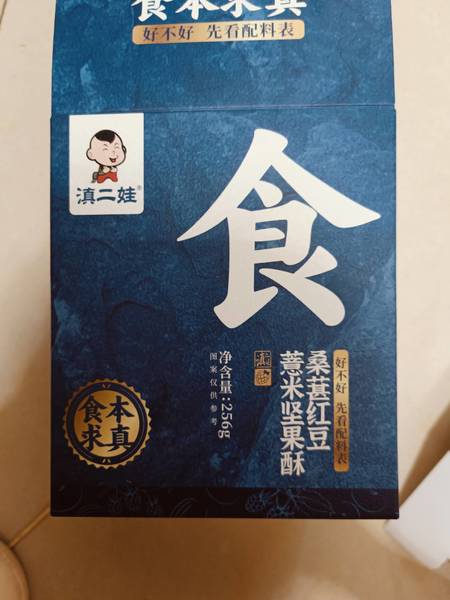 食本求真
好不好 先看配料表
滇二娃®
食
好不好 先看配料表
桑葚红豆
薏米坚果酥
净含量:256g
图案仅供参考
食本
求真